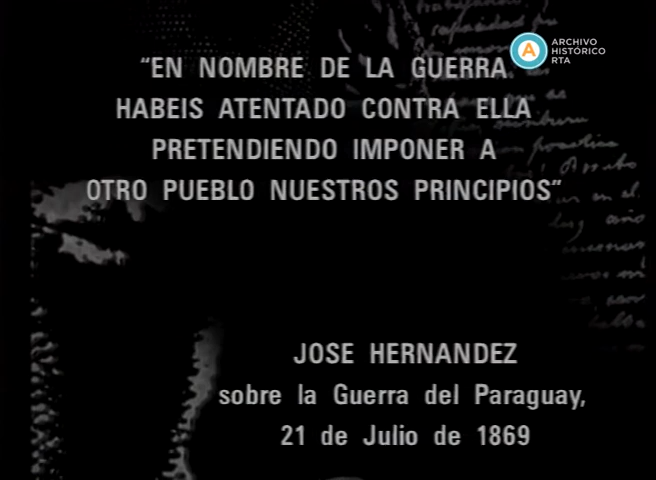 ARCHIVO
HISTÓRICO
RTA
"EN NOMBRE DE LA GUERRA
HABEIS ATENTADO CONTRA ELLA
PRETENDIENDO IMPONER A
OTRO PUEBLO NUESTROS PRINCIPIOS"
JOSE HERNANDEZ
sobre la Guerra del Paraguay,
21 de Julio de 1869